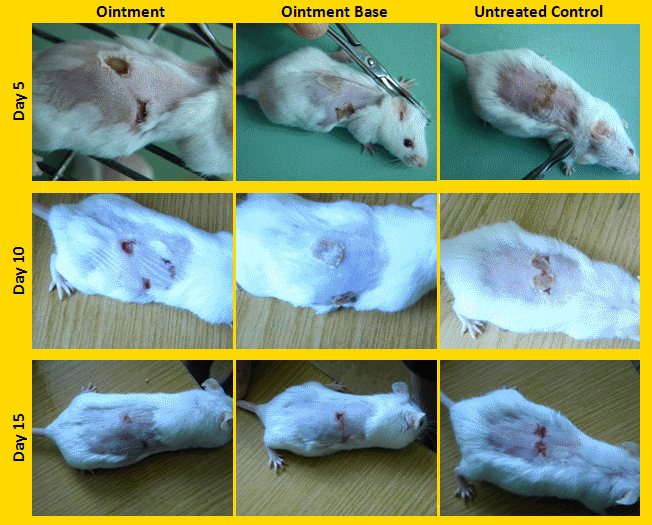 Ointment
Ointment Base
Untreated Control
Day 5
Day 10
Day 15